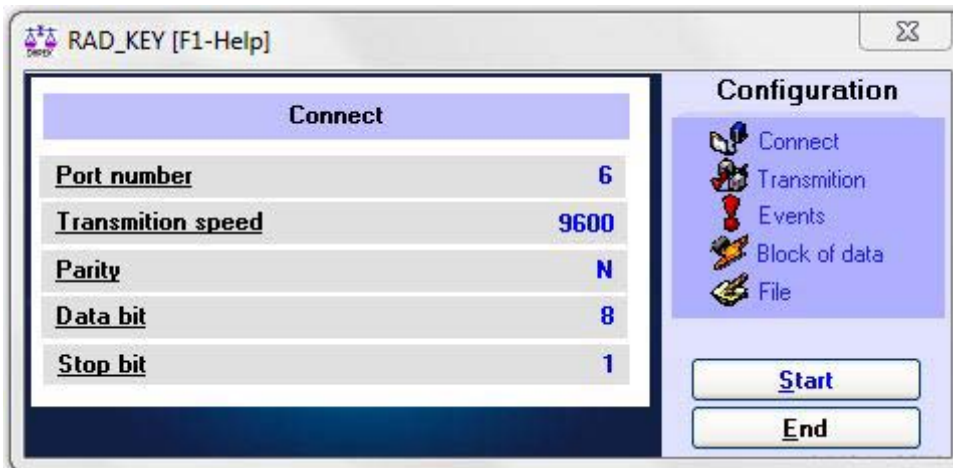 RAD_KEY [F1-Help]
Connect
Port number 6
Transmition speed 9600
Parity N
Data bit 8
Stop bit 1
Configuration
Connect
Transmition
Events
Block of data
File
Start
End